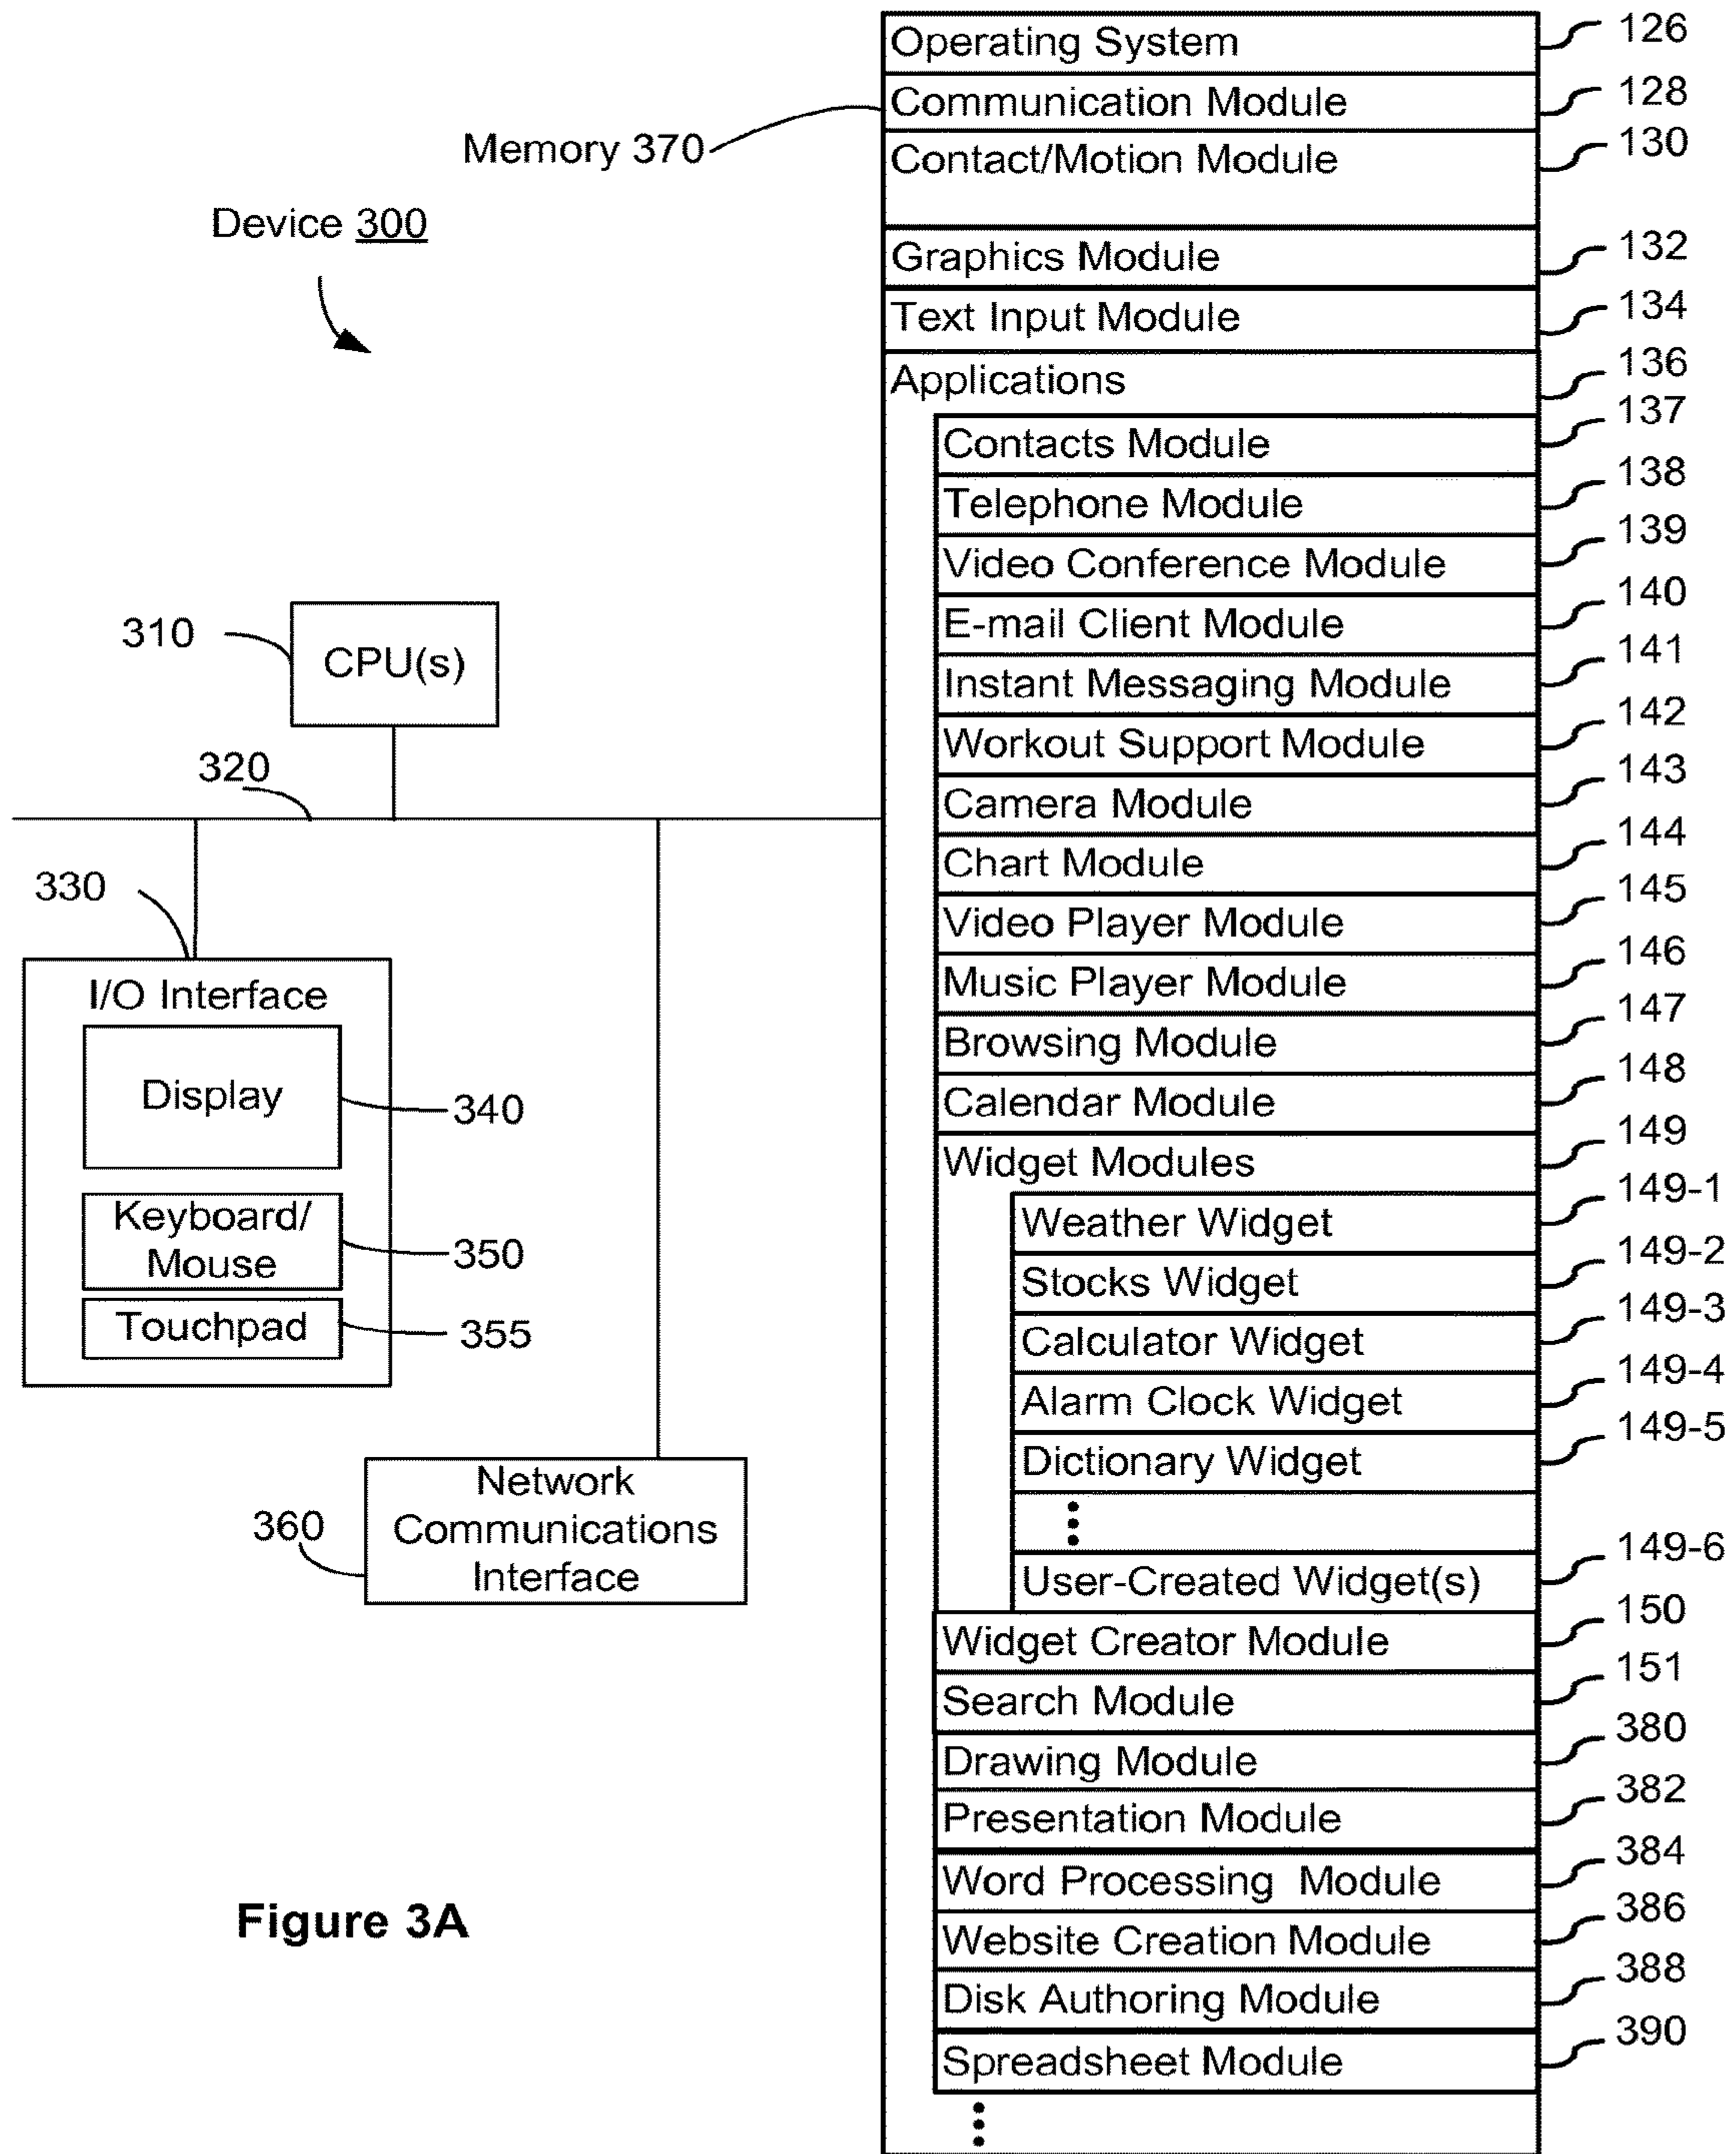 Operating System 126
Communication Module 128
Memory 370
Contact/Motion Module 130
Device 300
Graphics Module 132
Text Input Module 134
Applications 136
Contacts Module 137
Telephone Module 138
Video Conference Module 139
E-mail Client Module 140
Instant Messaging Module 141
Workout Support Module 142
Camera Module 143
Chart Module 144
Video Player Module 145
Music Player Module 146
Browsing Module 147
Calendar Module 148
Widget Modules 149
Weather Widget 149-1
Stocks Widget 149-2
Calculator Widget 149-3
Alarm Clock Widget 149-4
Dictionary Widget 149-5
User-Created Widget(s) 149-6
Widget Creator Module 150
Search Module 151
Drawing Module 380
Presentation Module 382
Word Processing Module 384
Website Creation Module 386
Disk Authoring Module 388
Spreadsheet Module 390
310
CPU(s)
320
330
I/O Interface
Display
340
Keyboard/
Mouse
350
Touchpad
355
360
Network
Communications
Interface
Figure 3A